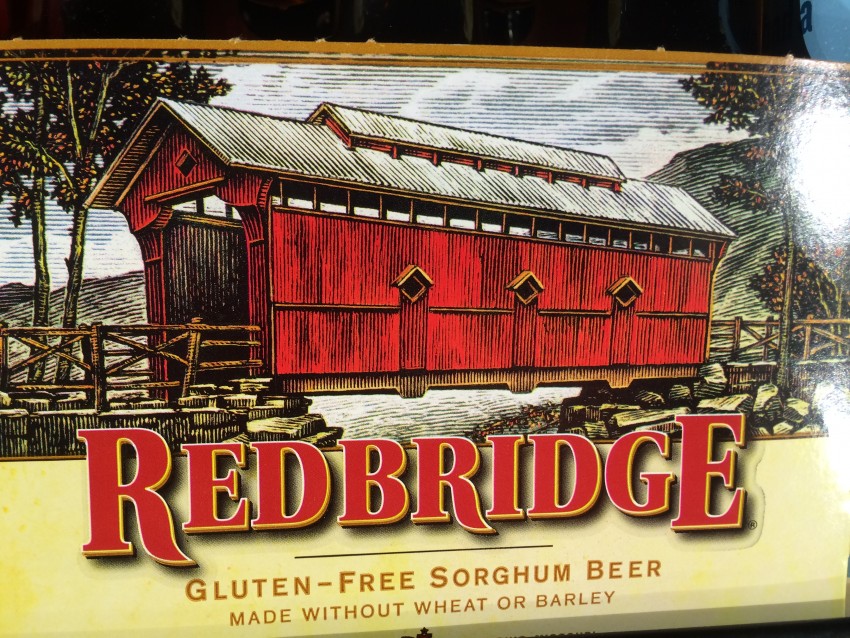 REDBRIDGE®
GLUTEN-FREE SORGHUM BEER
MADE WITHOUT WHEAT OR BARLEY